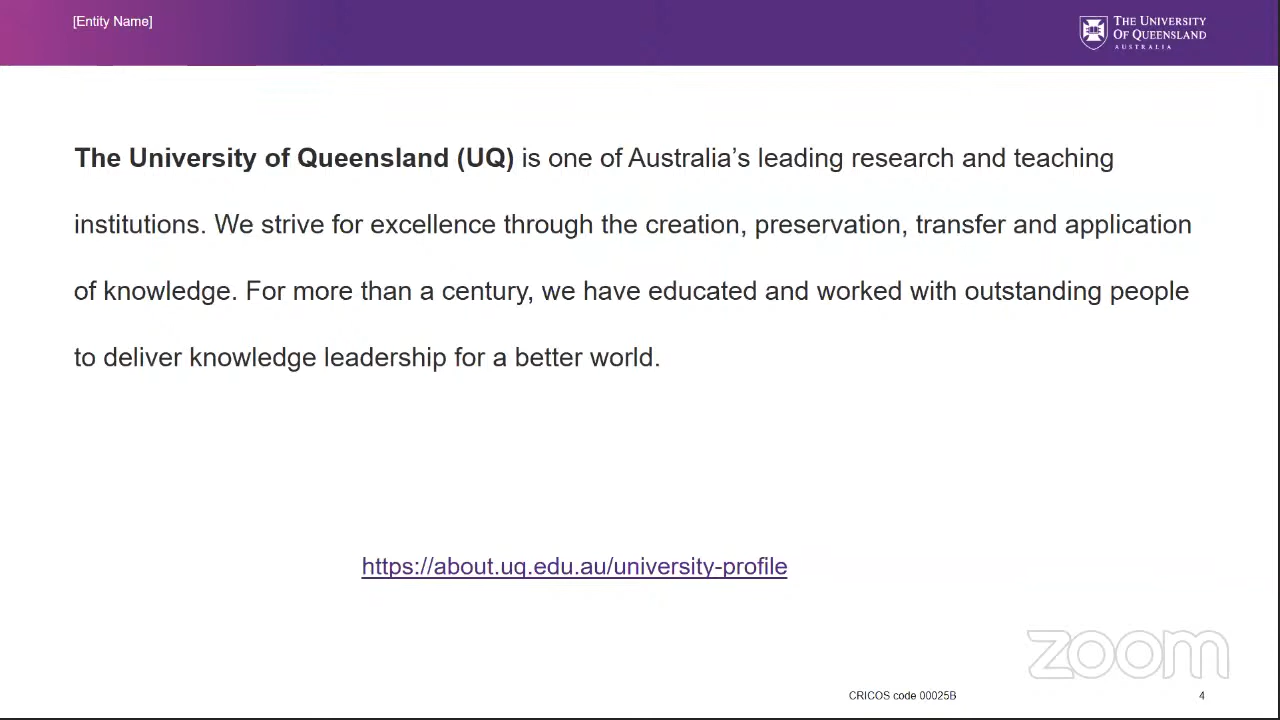 [Entity Name]
THE UNIVERSITY
OF QUEENSLAND
AUSTRALIA
The University of Queensland (UQ) is one of Australia’s leading research and teaching
institutions. We strive for excellence through the creation, preservation, transfer and application
of knowledge. For more than a century, we have educated and worked with outstanding people
to deliver knowledge leadership for a better world.
https://about.uq.edu.au/university-profile
zoom
CRICOS code 00025B
4